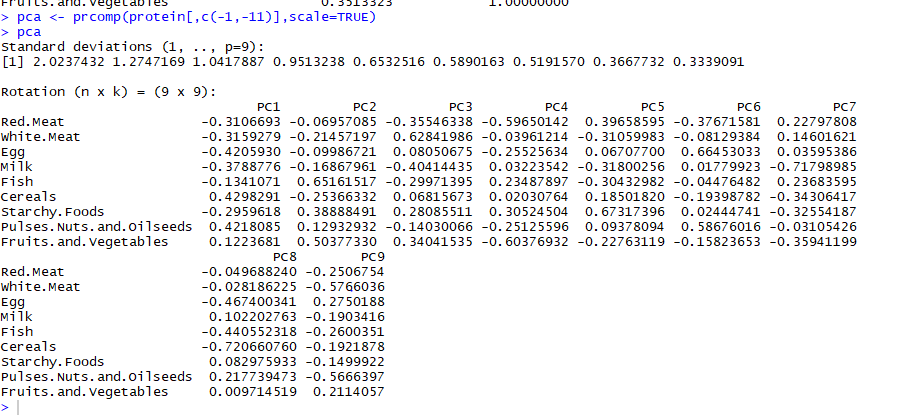 Fruits.and.Vegetables 0.3513323 1.00000000
> pca <- prcomp(protein[,c(-1,-11)],scale=TRUE)
> pca
Standard deviations (1, .., p=9):
[1] 2.0237432 1.2747169 1.0417887 0.9513238 0.6532516 0.5890163 0.5191570 0.3667732 0.3339091
Rotation (n x k) = (9 x 9):
PC1 PC2 PC3 PC4 PC5 PC6 PC7
Red.Meat -0.3106693 -0.06957085 -0.35546338 -0.59650142 0.39658595 -0.37671581 0.22797808
White.Meat -0.3159279 -0.21457197 0.62841986 -0.03961214 -0.31059983 -0.08129384 0.14601621
Egg -0.4205930 -0.09986721 0.08050675 -0.25525634 0.06707700 0.66453033 0.03595386
Milk -0.3788776 -0.16867961 -0.40414435 0.03223542 -0.31800256 0.01779923 -0.71798985
Fish -0.1341071 0.65161517 -0.29971395 0.23487897 -0.30432982 -0.04476482 0.23683595
Cereals 0.4298291 -0.25366332 0.06815673 0.02030764 0.18501820 -0.19398782 -0.34306417
Starchy.Foods -0.2959618 0.38888491 0.28085511 0.30524504 0.67317396 0.02444741 -0.32554187
Pulses.Nuts.and.Oilseeds 0.4218085 0.12932932 -0.14030066 -0.25125596 0.09378094 0.58676016 -0.03105426
Fruits.and.Vegetables 0.1223681 0.50377330 0.34041535 -0.60376932 -0.22763119 -0.15823653 -0.35941199
PC8 PC9
Red.Meat -0.049688240 -0.2506754
White.Meat -0.028186225 -0.5766036
Egg -0.467400341 0.2750188
Milk 0.102202763 -0.1903416
Fish -0.440552318 -0.2600351
Cereals -0.720660760 -0.1921878
Starchy.Foods 0.082975933 -0.1499922
Pulses.Nuts.and.Oilseeds 0.217739473 -0.5666397
Fruits.and.Vegetables 0.009714519 0.2114057
>